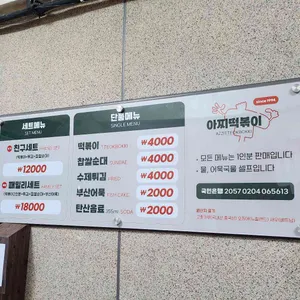 세트메뉴
SET MENU
친구세트
₩12000
패밀리세트
₩18000
단품메뉴
SINGLE MENU
떡볶이 ₩4000
찹쌀순대 ₩4000
수제튀김 ₩4000
부산어묵 ₩2000
탄산음료 ₩2000
아찌떡볶이
• 모든 메뉴는 1인분 판매입니다
• 물, 어묵국물 셀프입니다
국민은행 2057 0204 065613